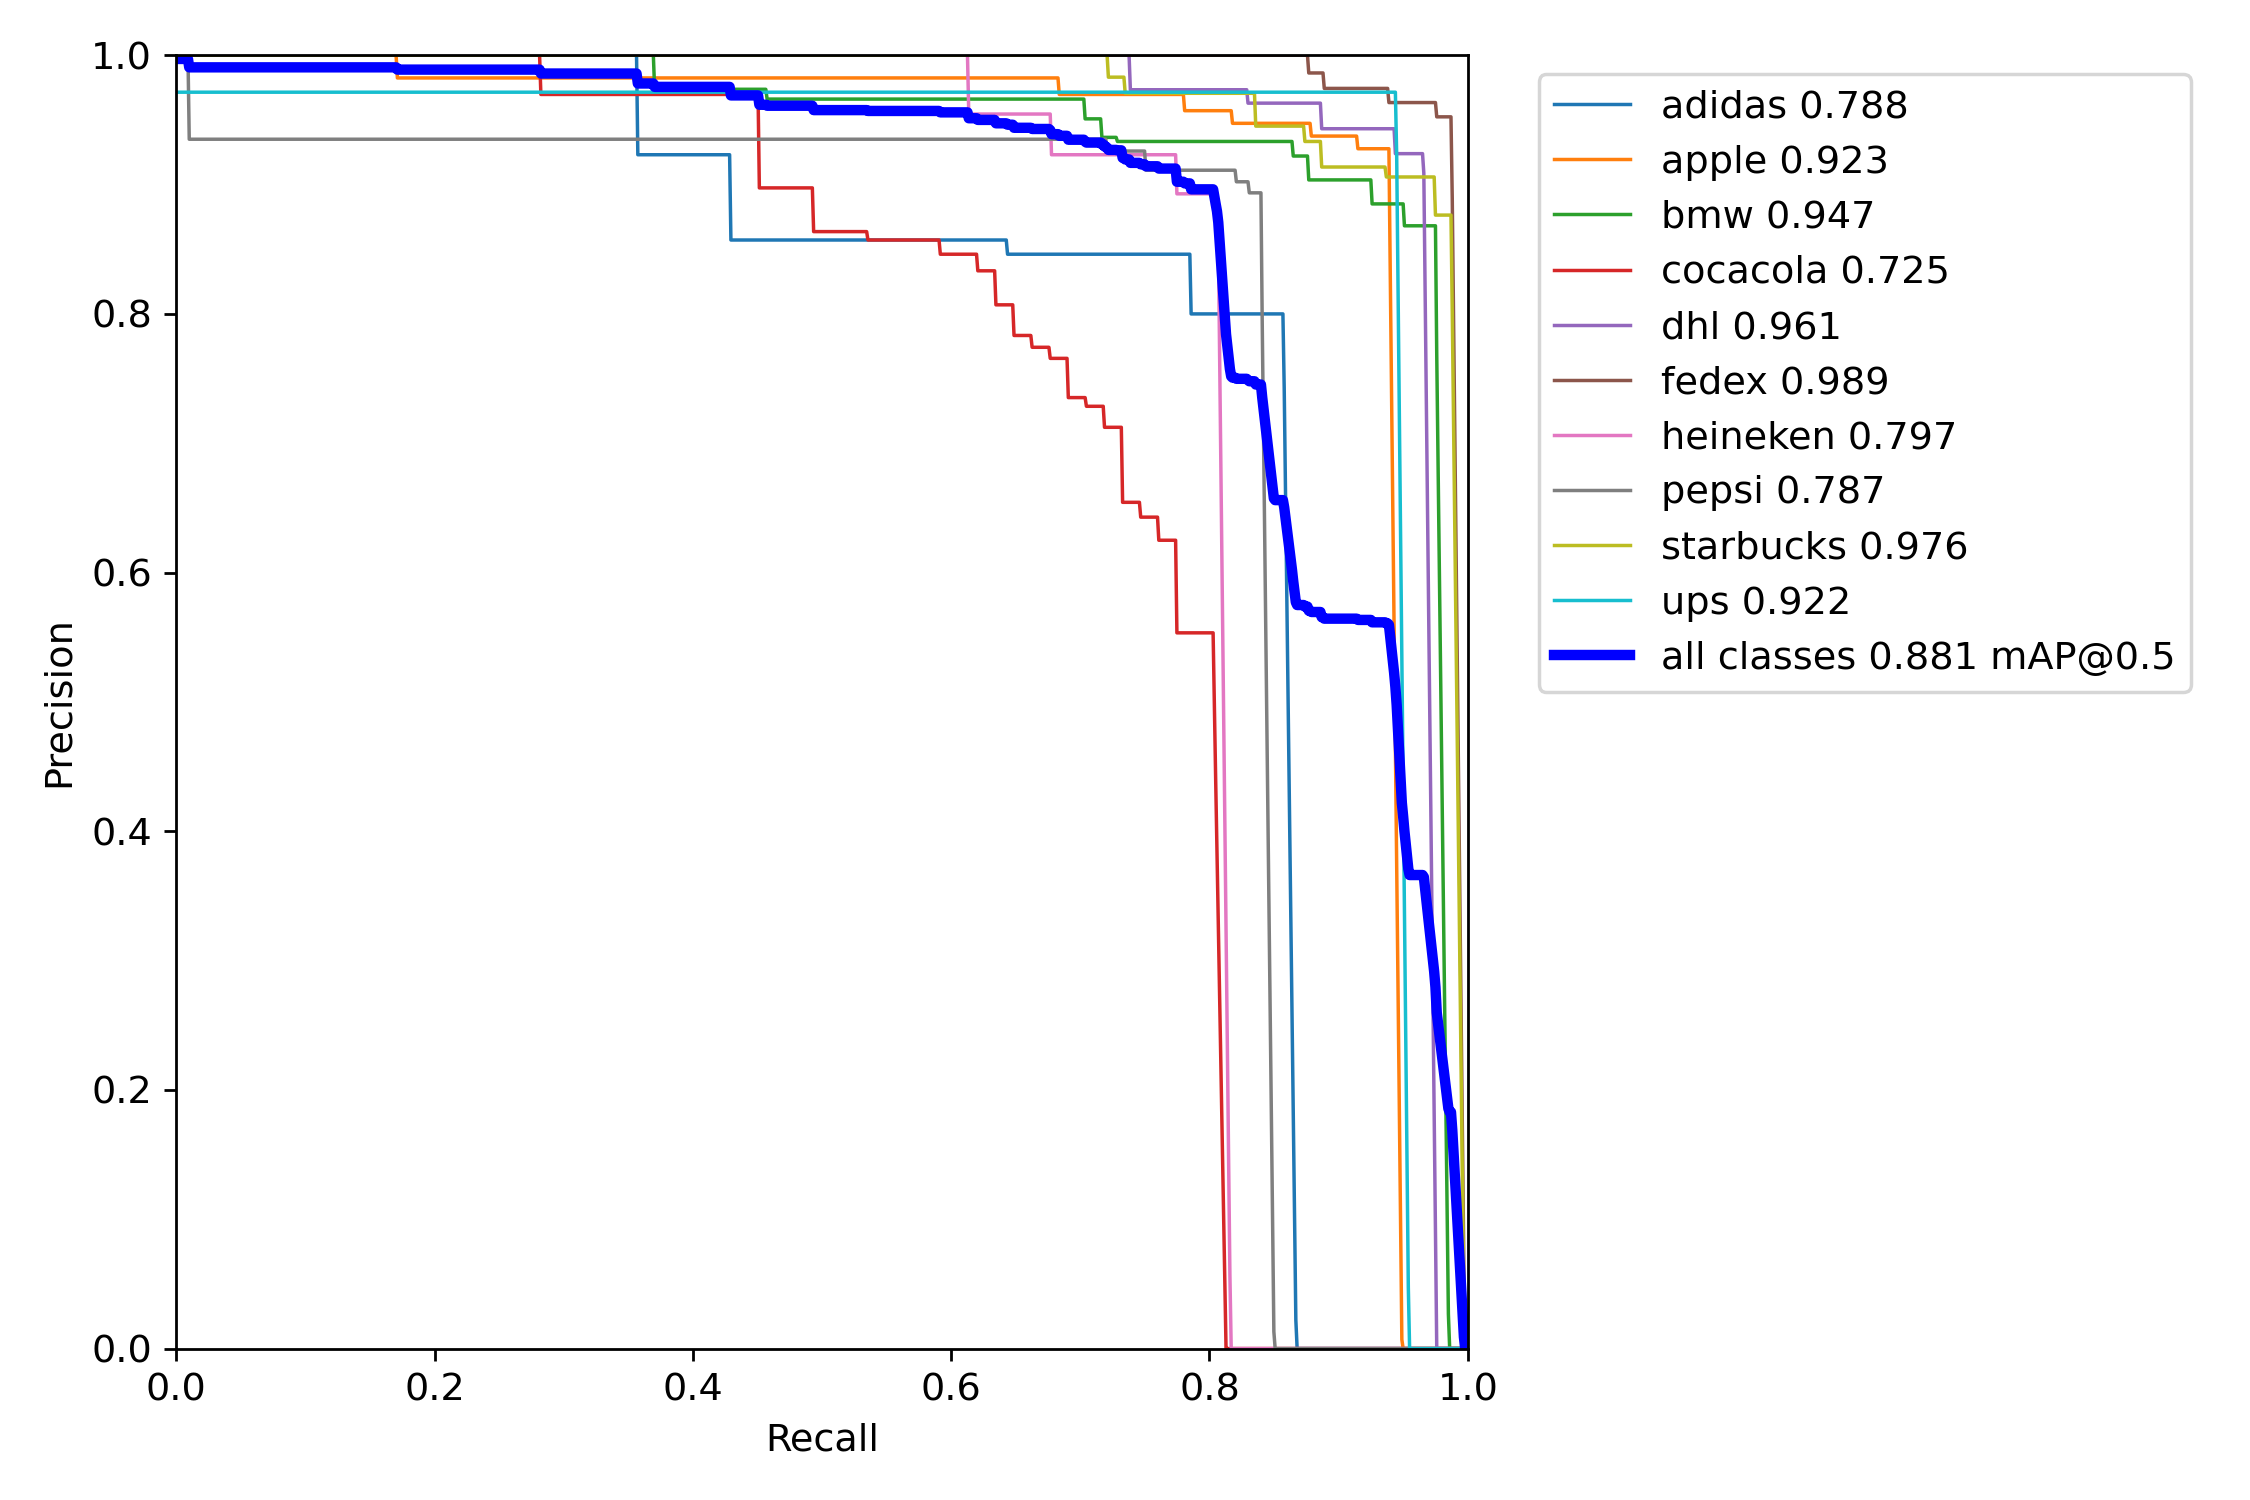 1.0
0.8
0.6
0.4
0.2
0.0
Precision
0.0 0.2 0.4 0.6 0.8 1.0
Recall
adidas 0.788
apple 0.923
bmw 0.947
cocacola 0.725
dhl 0.961
fedex 0.989
heineken 0.797
pepsi 0.787
starbucks 0.976
ups 0.922
all classes 0.881 mAP@0.5